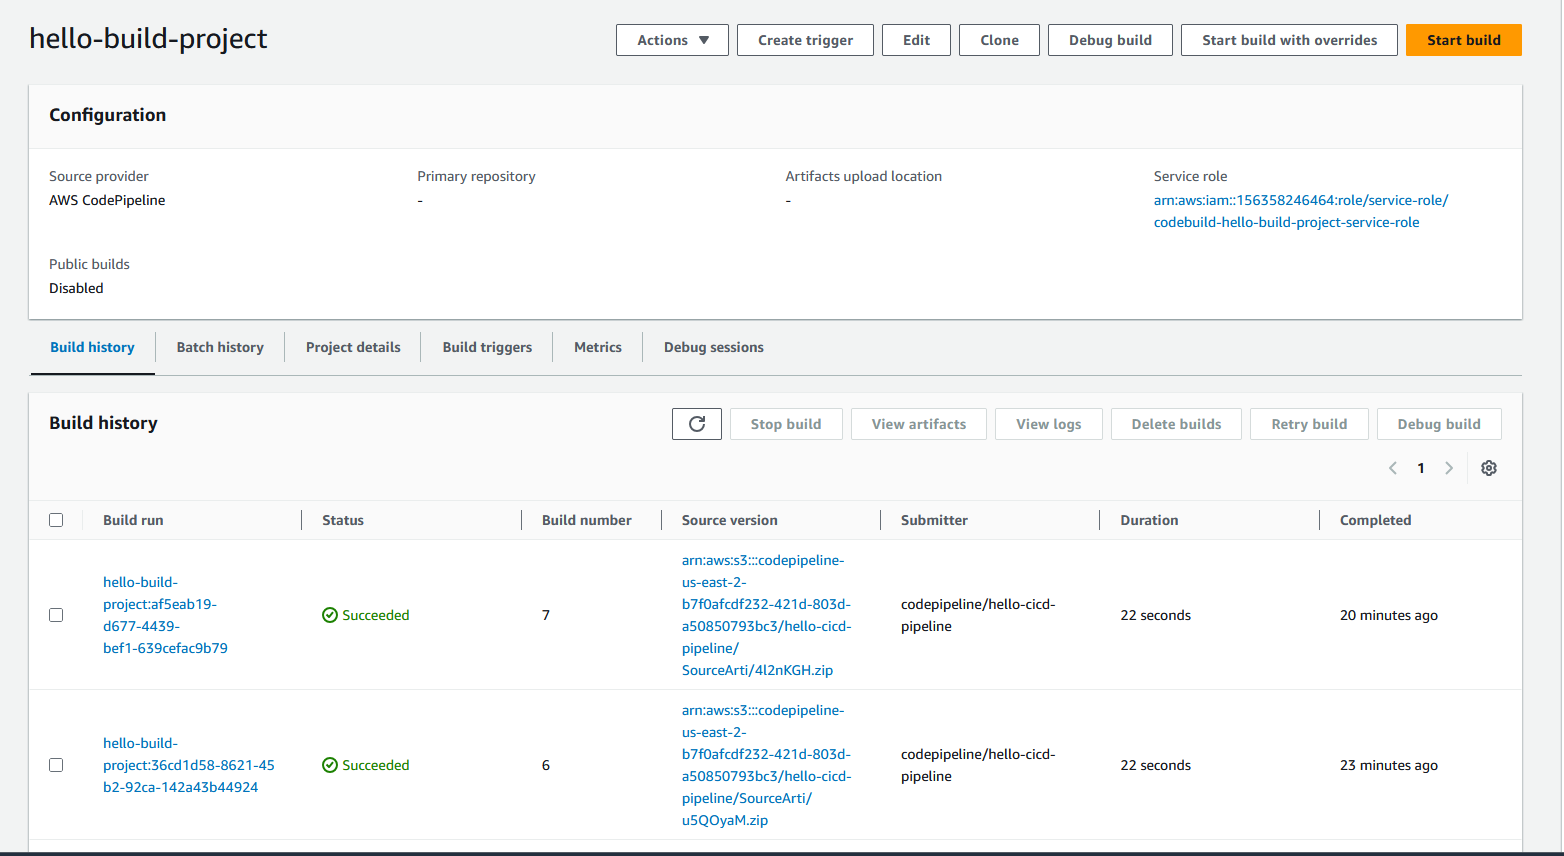 hello-build-project
Actions ▼
Create trigger
Edit
Clone
Debug build
Start build with overrides
Start build
Configuration
Source provider
AWS CodePipeline
Primary repository
-
Artifacts upload location
-
Service role
arn:aws:iam::156358246464:role/service-role/
codebuild-hello-build-project-service-role
Public builds
Disabled
Build history
Batch history
Project details
Build triggers
Metrics
Debug sessions
Build history
Stop build
View artifacts
View logs
Delete builds
Retry build
Debug build
1
Build run
Status
Build number
Source version
Submitter
Duration
Completed
hello-build-
project:af5eab19-
d677-4439-
bef1-639cefac9b79
Succeeded
7
arn:aws:s3:::codepipeline-
us-east-2-
b7f0afcdf232-421d-803d-
a50850793bc3/hello-cicd-
pipeline/
SourceArti/4l2nKGH.zip
codepipeline/hello-cicd-
pipeline
22 seconds
20 minutes ago
hello-build-
project:36cd1d58-8621-45
b2-92ca-142a43b44924
Succeeded
6
arn:aws:s3:::codepipeline-
us-east-2-
b7f0afcdf232-421d-803d-
a50850793bc3/hello-cicd-
pipeline/SourceArti/
u5QOyaM.zip
codepipeline/hello-cicd-
pipeline
22 seconds
23 minutes ago